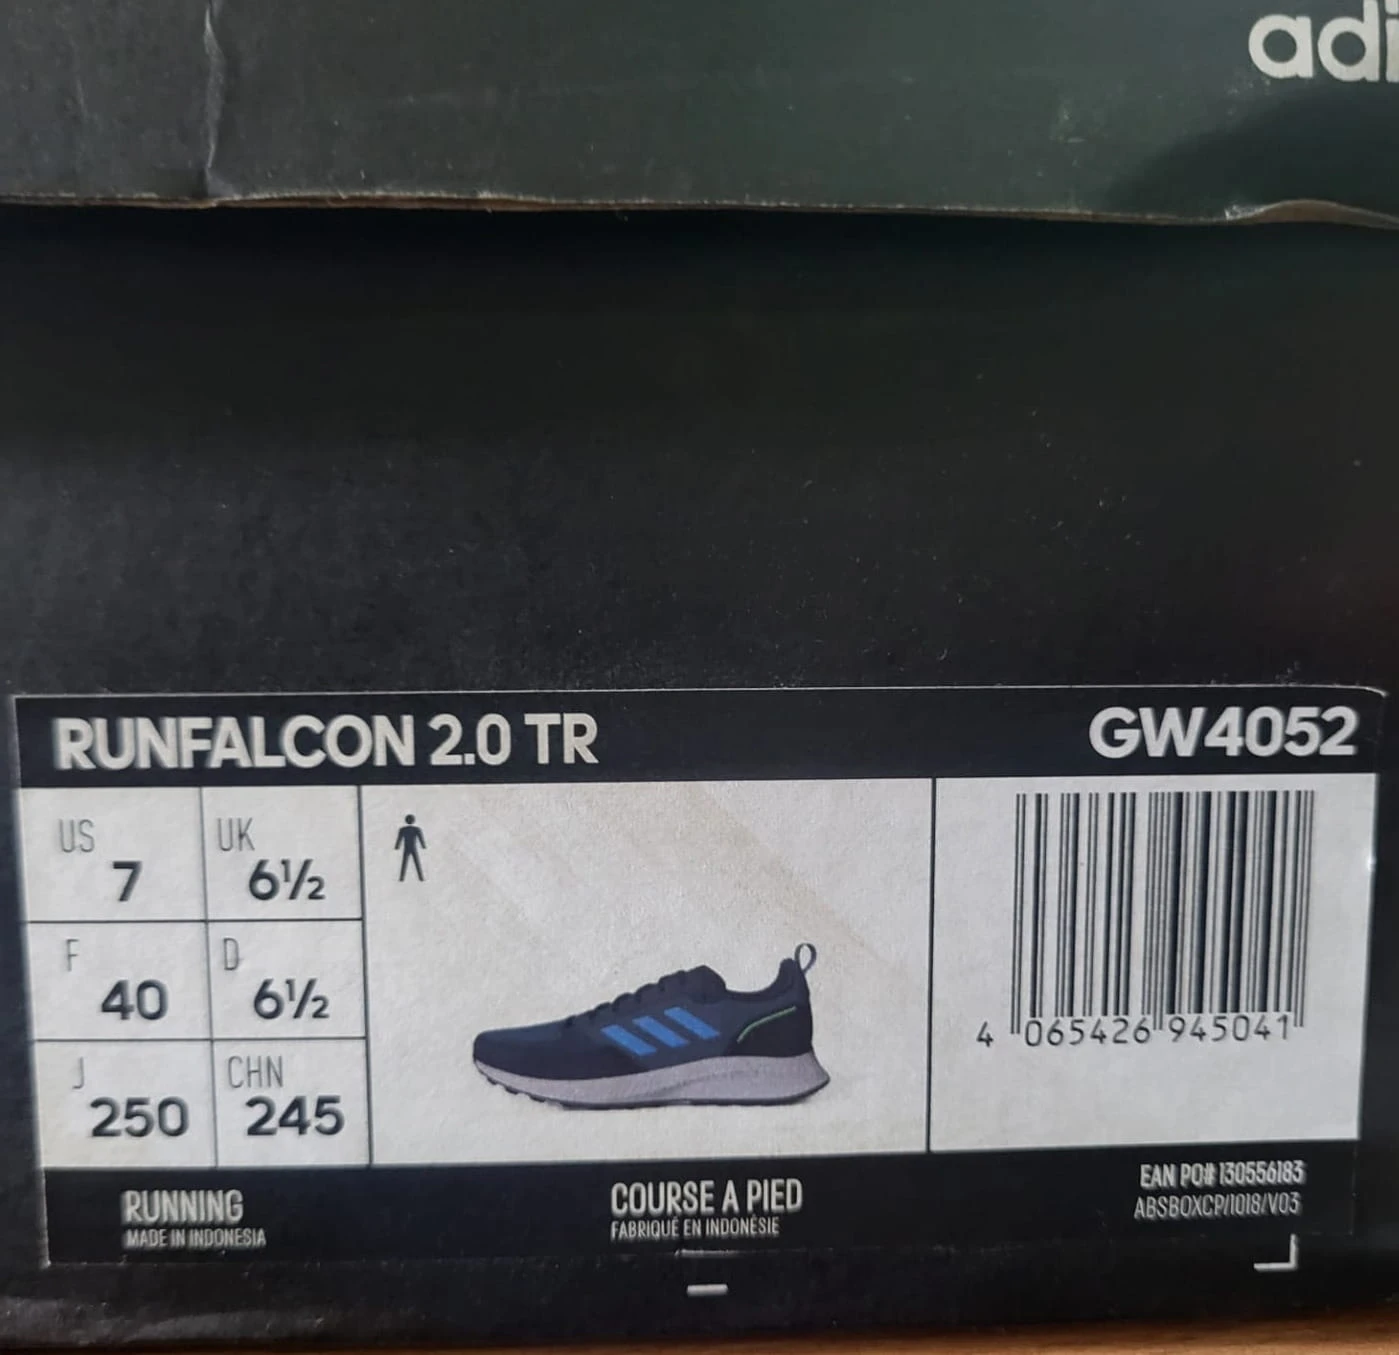 adi
RUNFALCON 2.0 TR
GW4052
US
7
UK
6½
F
40
D
6½
J
250
CHN
245
4 065426 945041
RUNNING
MADE IN INDONESIA
COURSE A PIED
FABRIQUÉ EN INDONÉSIE
EAN PO# 130556183
ABSBOXCP/1018/V03